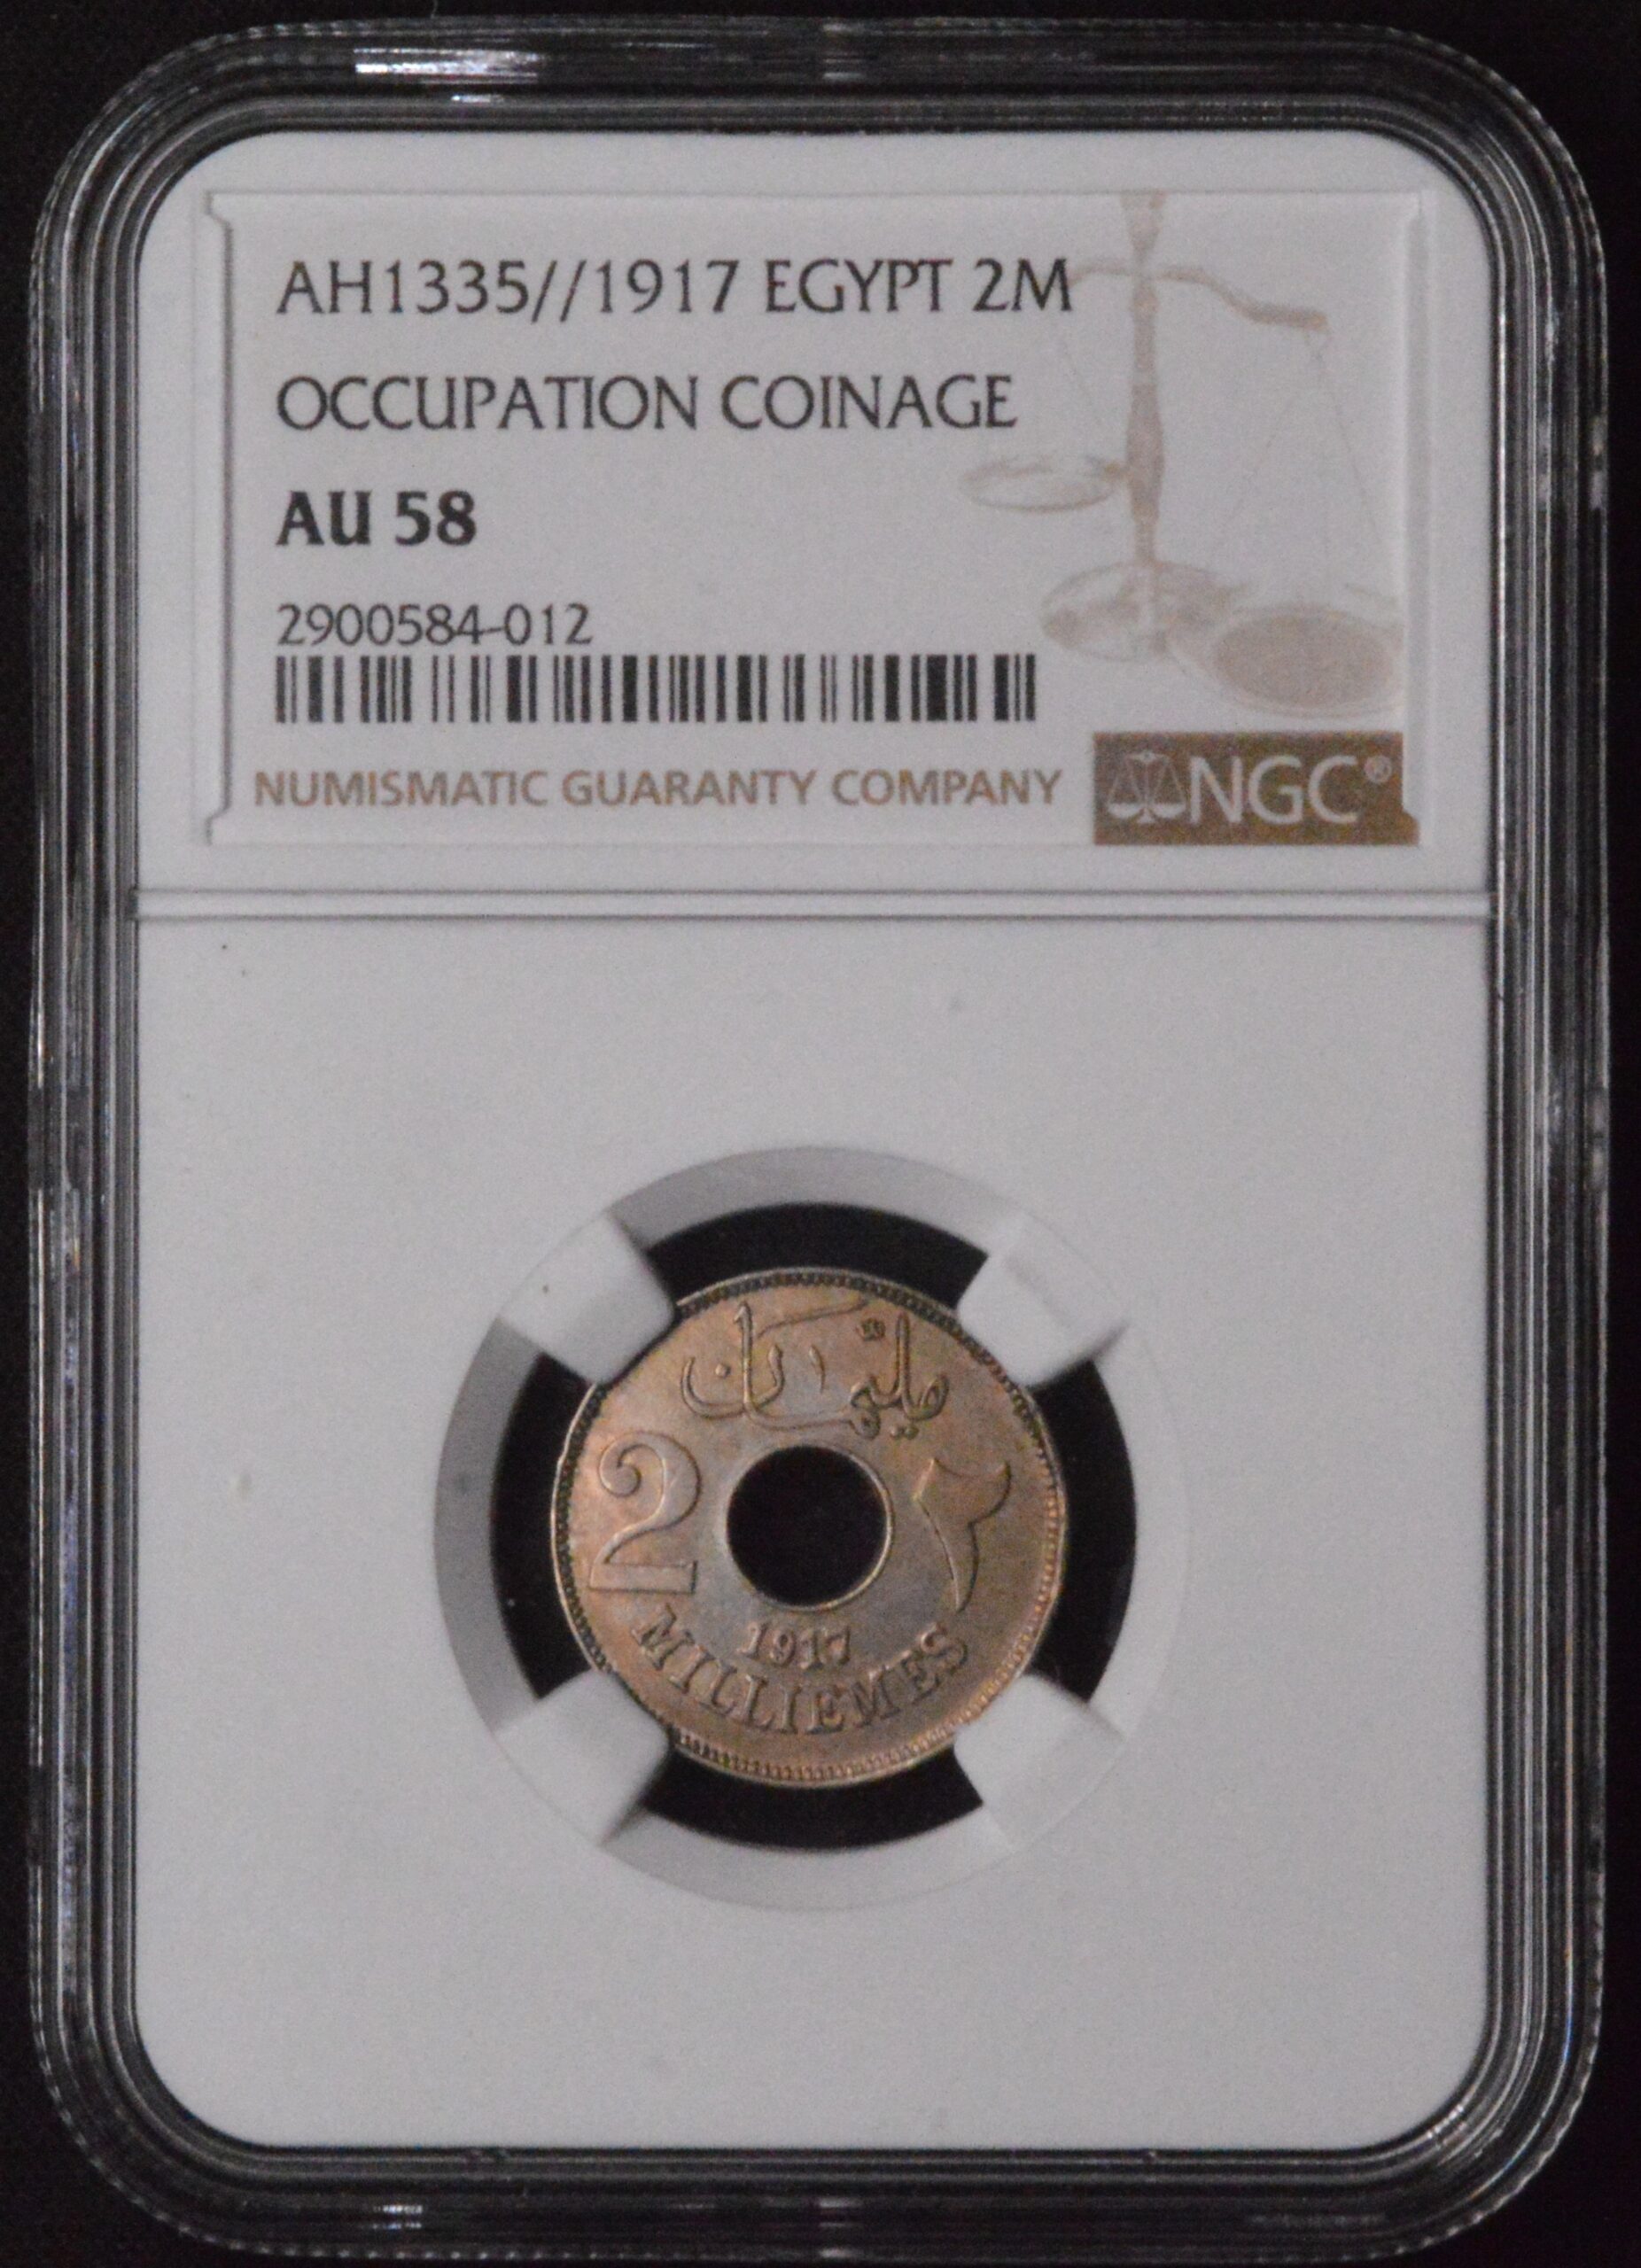 AH1335//1917 EGYPT 2M
OCCUPATION COINAGE
AU 58
2900584-012
NUMISMATIC GUARANTY COMPANY
NGC®
مليمان
2 ٢
1917
MILLIEMES